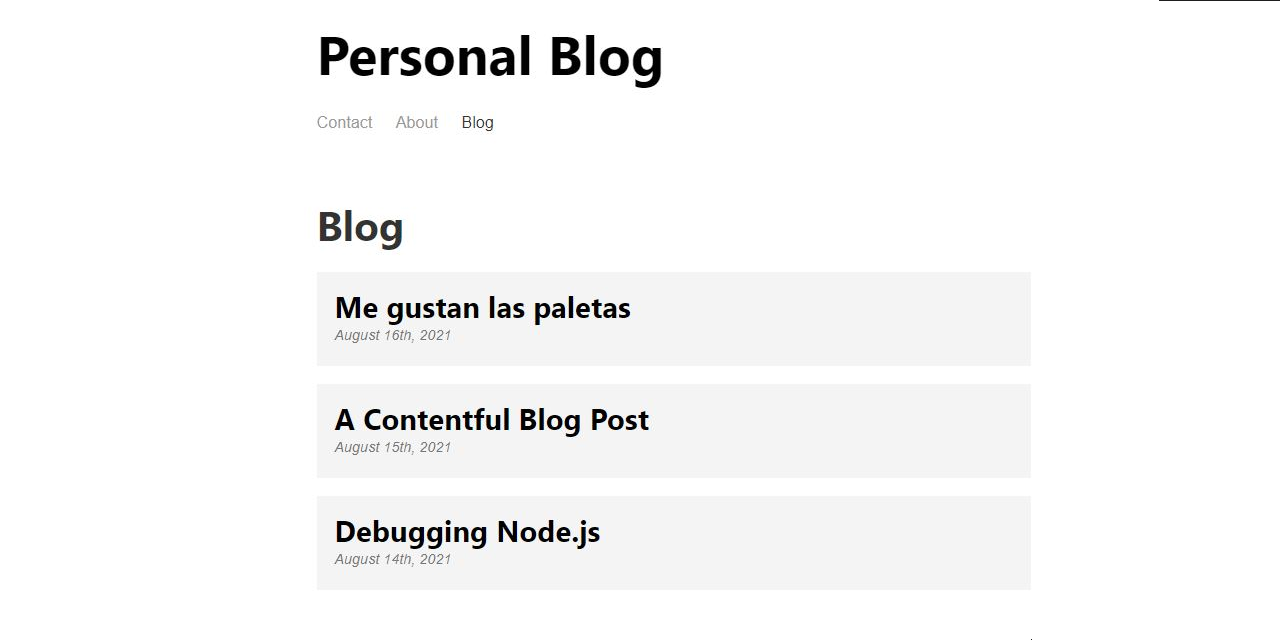 Personal Blog
Contact About Blog
Blog
Me gustan las paletas
August 16th, 2021
A Contentful Blog Post
August 15th, 2021
Debugging Node.js
August 14th, 2021